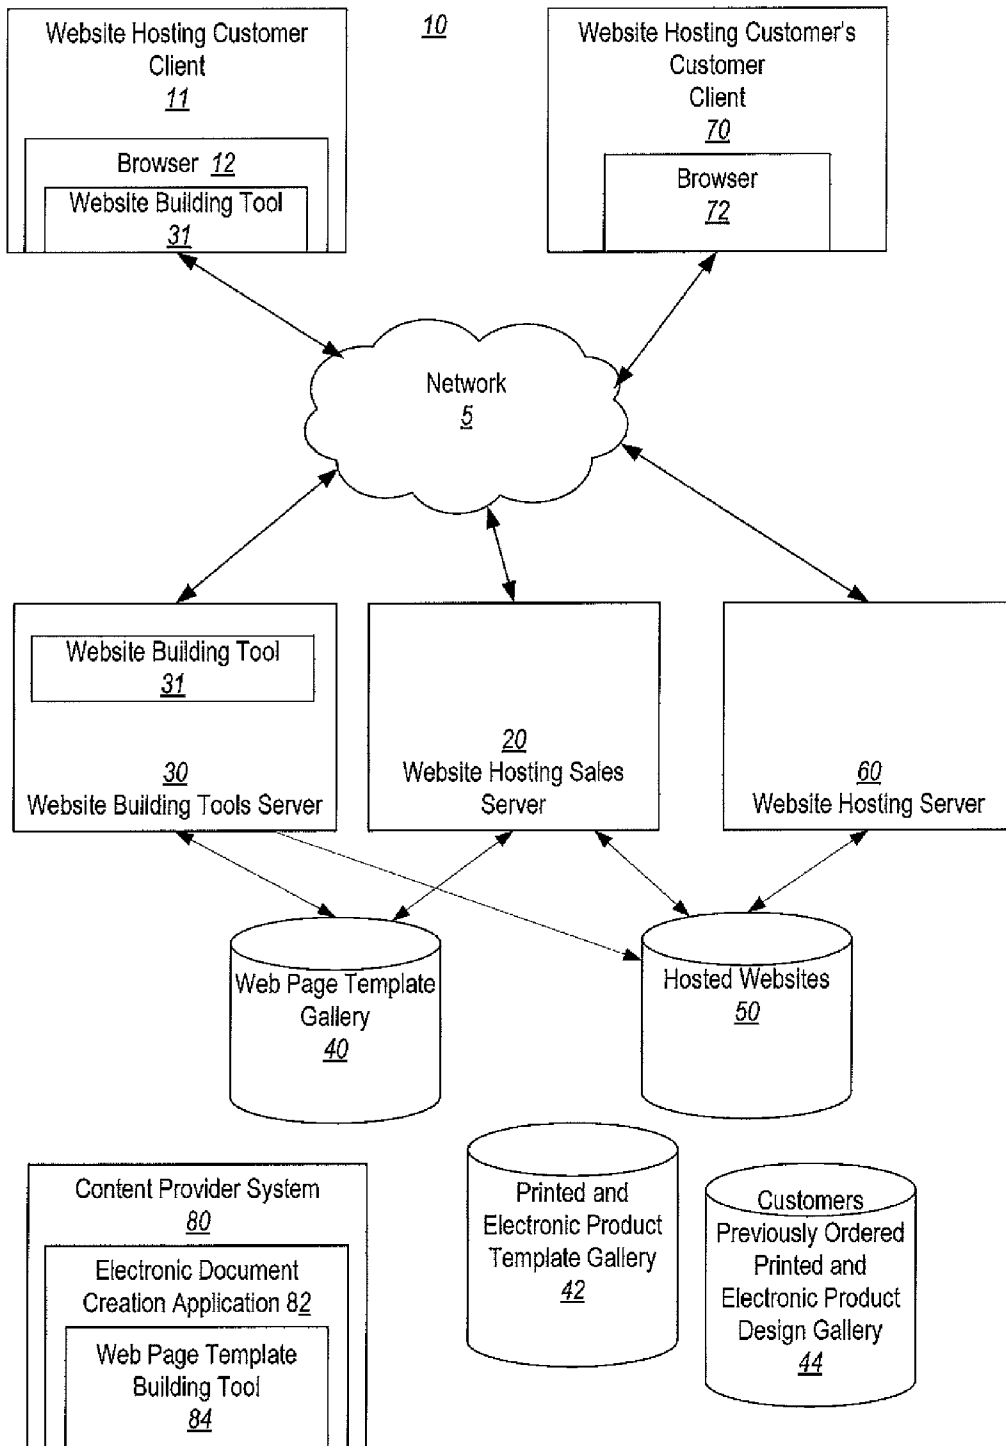 Website Hosting Customer
Client
11
Browser 12
Website Building Tool
31
10
Website Hosting Customer's
Customer
Client
70
Browser
72
Network
5
Website Building Tool
31
30
Website Building Tools Server
20
Website Hosting Sales
Server
60
Website Hosting Server
Web Page Template
Gallery
40
Hosted Websites
50
Content Provider System
80
Electronic Document
Creation Application 82
Web Page Template
Building Tool
84
Printed and
Electronic Product
Template Gallery
42
Customers
Previously Ordered
Printed and
Electronic Product
Design Gallery
44